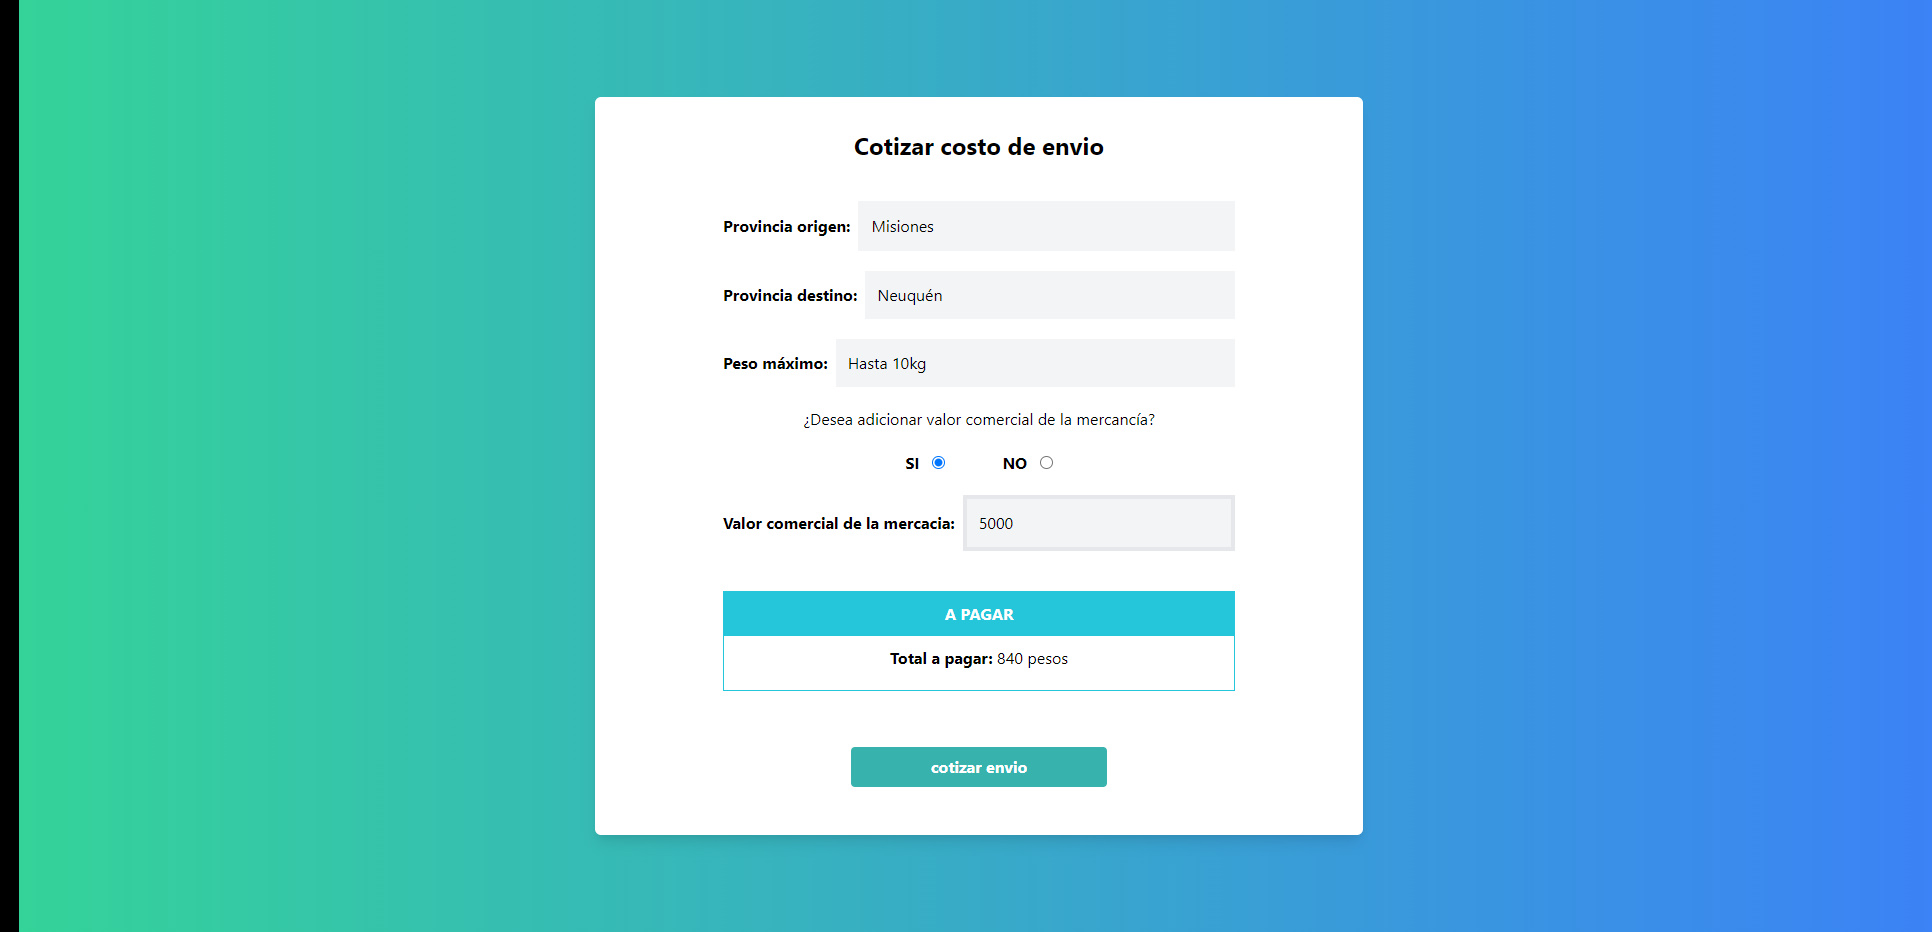 Cotizar costo de envio
Provincia origen: Misiones
Provincia destino: Neuquén
Peso máximo: Hasta 10kg
¿Desea adicionar valor comercial de la mercancía?
SI NO
Valor comercial de la mercacia: 5000
A PAGAR
Total a pagar: 840 pesos
cotizar envio